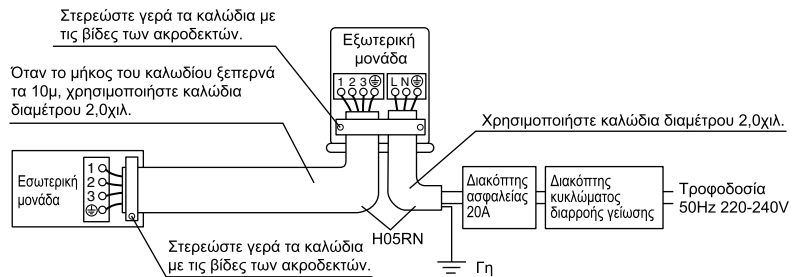 Στερεώστε γερά τα καλώδια με
τις βίδες των ακροδεκτών.
Εξωτερική
μονάδα
1 2 3
L N
Όταν το μήκος του καλωδίου ξεπερνά
τα 10μ, χρησιμοποιήστε καλώδια
διαμέτρου 2,0χιλ.
Χρησιμοποιήστε καλώδια διαμέτρου 2,0χιλ.
Εσωτερική
μονάδα
1
2
3
Διακόπτης
ασφαλείας
20A
Διακόπτης
κυκλώματος
διαρροής γείωσης
Τροφοδοσία
50Hz 220-240V
H05RN
Στερεώστε γερά τα καλώδια
με τις βίδες των ακροδεκτών.
Γη